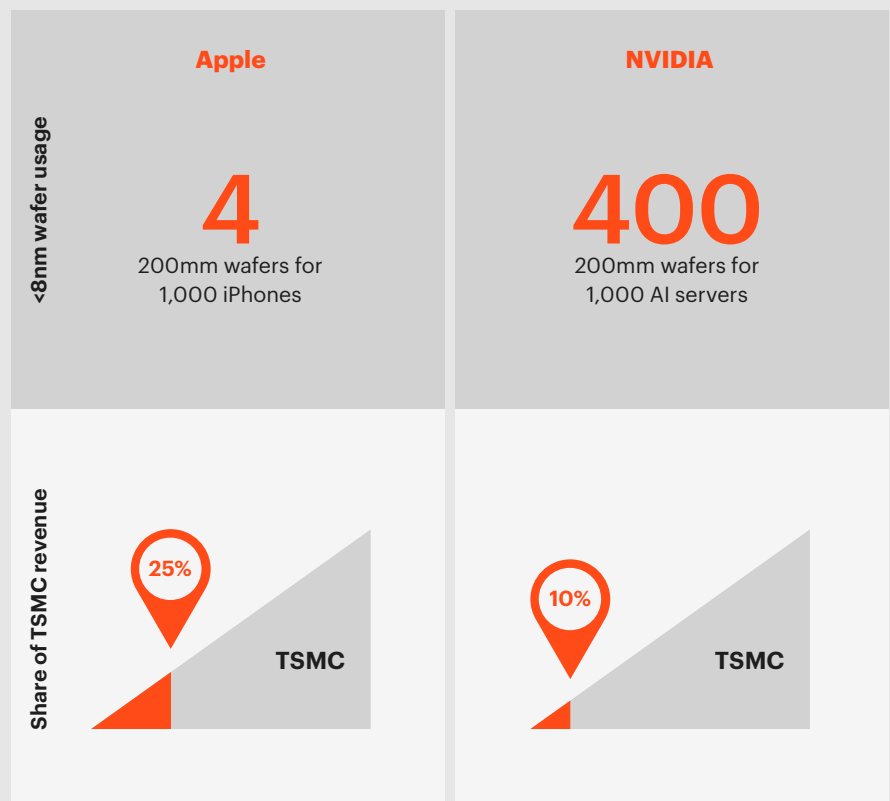 Apple
NVIDIA
<8nm wafer usage
4
200mm wafers for
1,000 iPhones
400
200mm wafers for
1,000 AI servers
Share of TSMC revenue
25%
TSMC
10%
TSMC